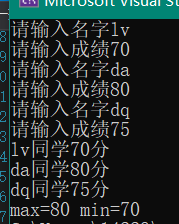 Microsoft Visual St
请输入名字lv
请输入成绩70
请输入名字da
请输入成绩80
请输入名字dq
请输入成绩75
lv同学70分
da同学80分
dq同学75分
max=80 min=70